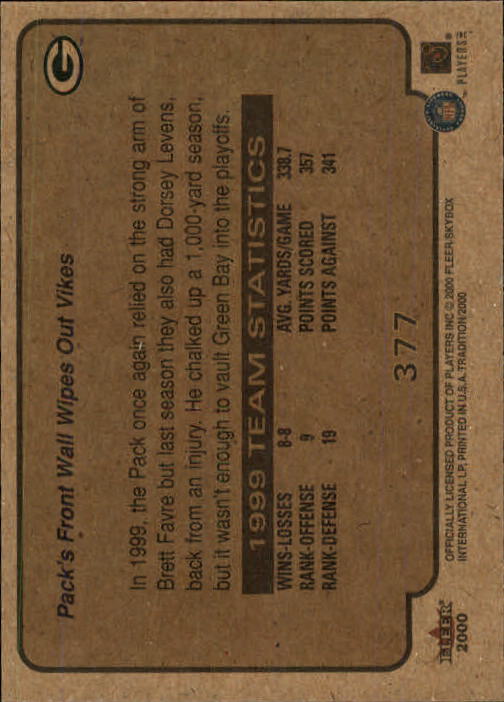 G
Pack's Front Wall Wipes Out Vikes
In 1999, the Pack once again relied on the strong arm of
Brett Favre but last season they also had Dorsey Levens,
back from an injury. He chalked up a 1,000-yard season,
but it wasn't enough to vault Green Bay into the playoffs.
1999 TEAM STATISTICS
WINS-LOSSES 8-8 AVG. YARDS/GAME 338.7
RANK-OFFENSE 9 POINTS SCORED 357
RANK-DEFENSE 19 POINTS AGAINST 341
377
FLEER
2000
OFFICIALLY LICENSED PRODUCT OF PLAYERS INC © 2000 FLEER/SKYBOX
INTERNATIONAL LP, PRINTED IN U.S.A. TRADITION/2000
PLAYERS